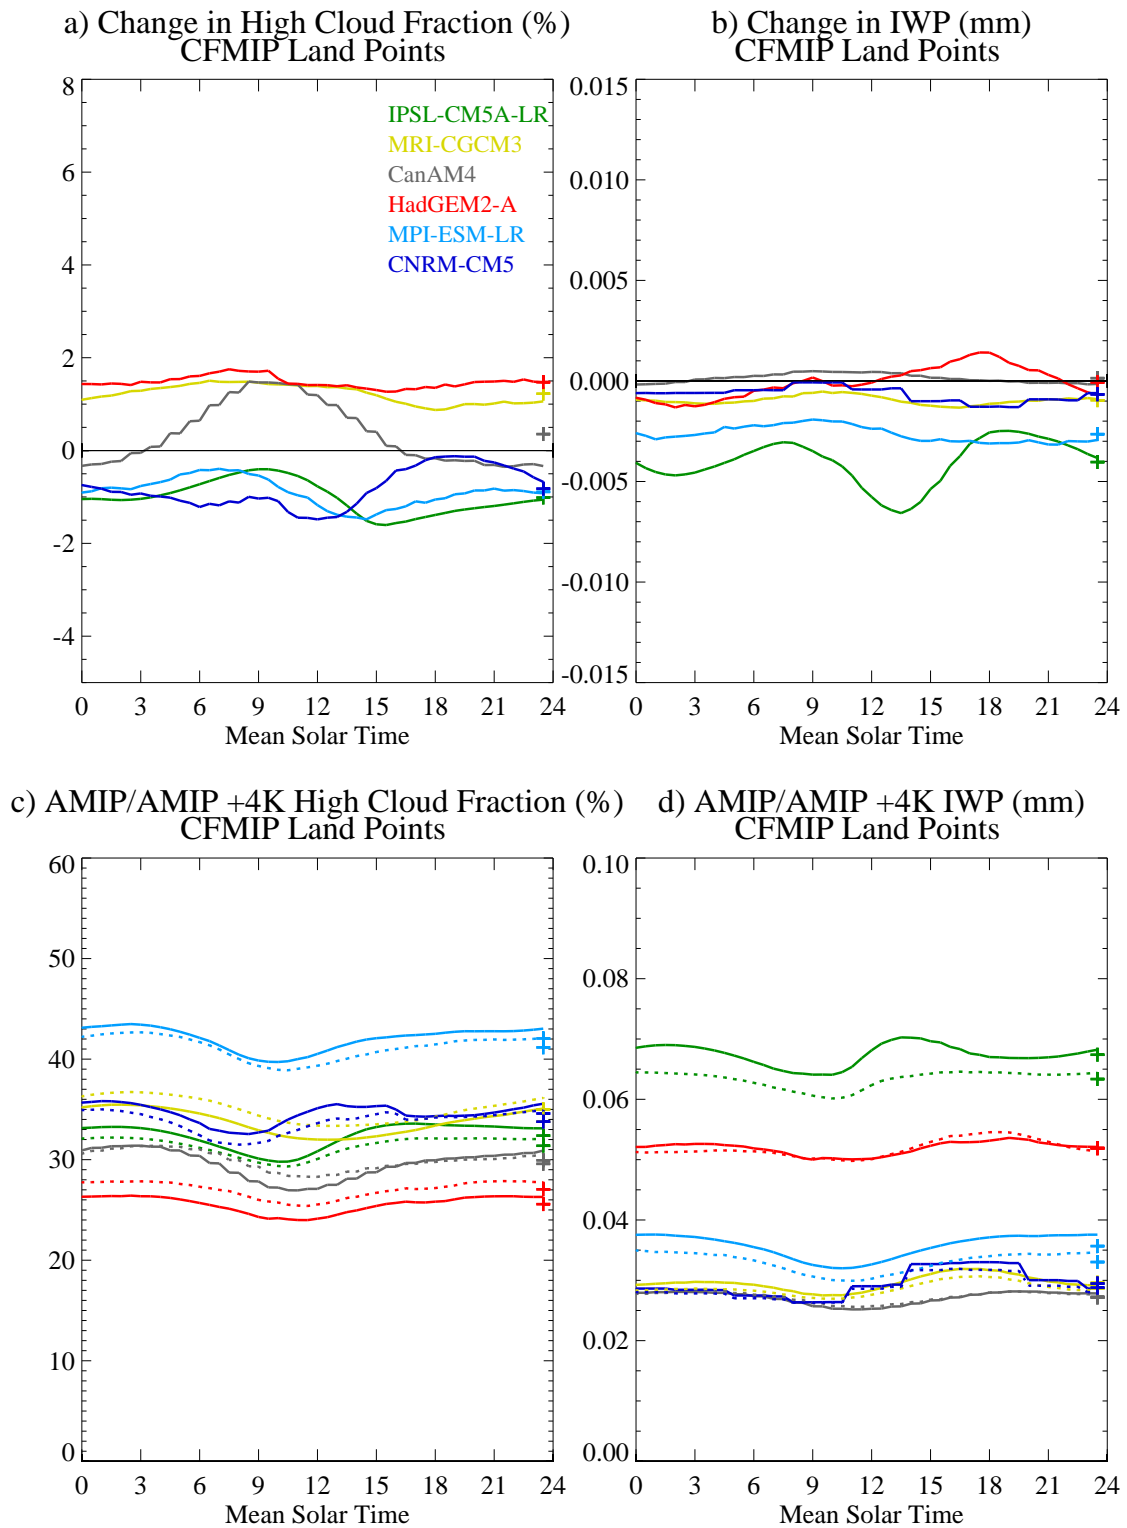 a) Change in High Cloud Fraction (%)
CFMIP Land Points
8
6
4
2
0
-2
-4
IPSL-CM5A-LR
MRI-CGCM3
CanAM4
HadGEM2-A
MPI-ESM-LR
CNRM-CM5
0 3 6 9 12 15 18 21 24
Mean Solar Time
b) Change in IWP (mm)
CFMIP Land Points
0.015
0.010
0.005
0.000
-0.005
-0.010
-0.015
0 3 6 9 12 15 18 21 24
Mean Solar Time
c) AMIP/AMIP +4K High Cloud Fraction (%)
CFMIP Land Points
60
50
40
30
20
10
0
0 3 6 9 12 15 18 21 24
Mean Solar Time
d) AMIP/AMIP +4K IWP (mm)
CFMIP Land Points
0.10
0.08
0.06
0.04
0.02
0.00
0 3 6 9 12 15 18 21 24
Mean Solar Time